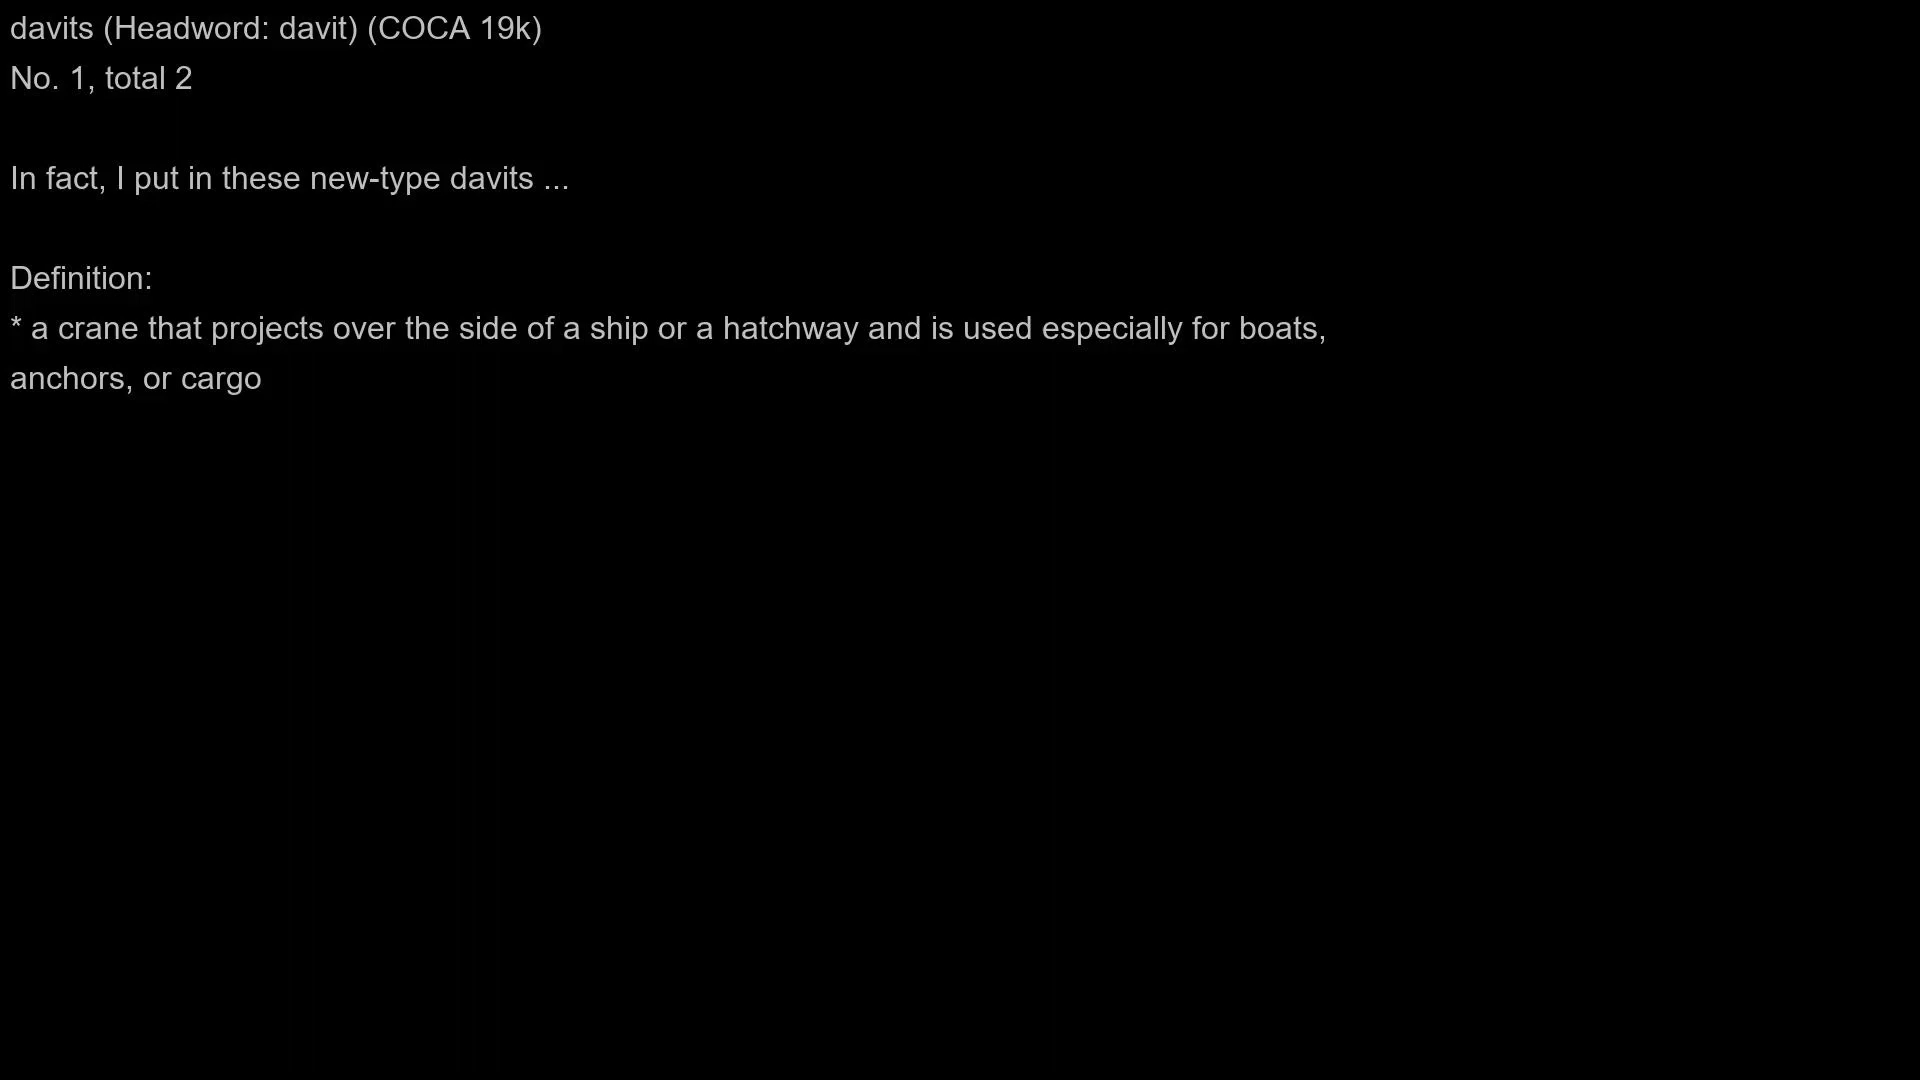 davits (Headword: davit) (COCA 19k)
No. 1, total 2
In fact, I put in these new-type davits ...
Definition:
* a crane that projects over the side of a ship or a hatchway and is used especially for boats,
anchors, or cargo